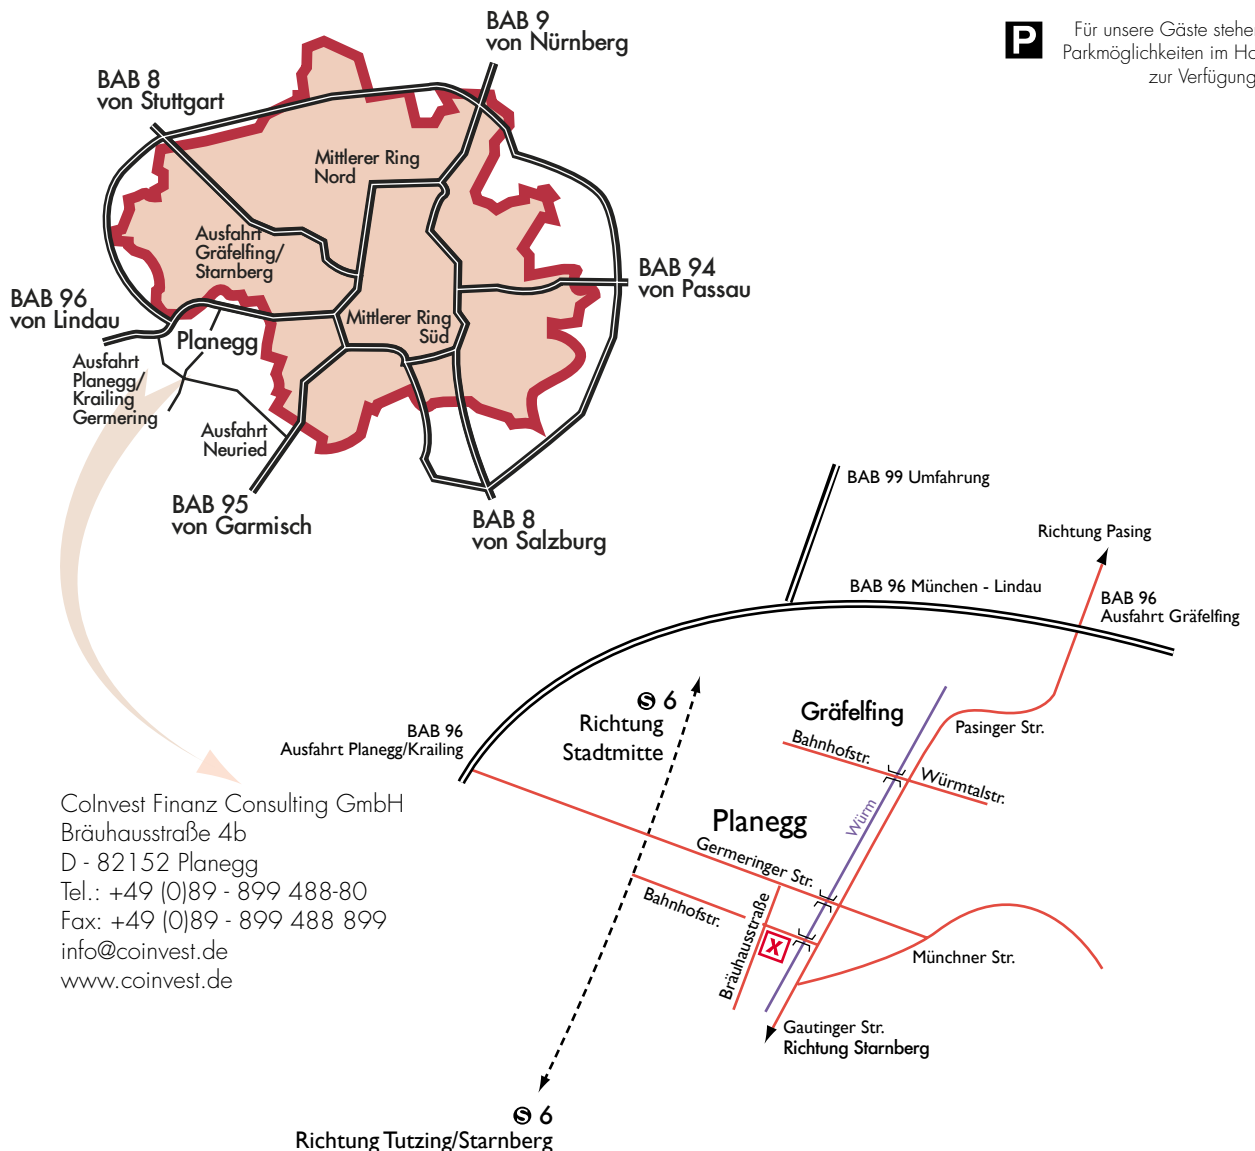 BAB 9
von Nürnberg
P
Für unsere Gäste
Parkmöglichkeiten im
zur Verfügung
BAB 8
von Stuttgart
Mittlerer Ring
Nord
Ausfahrt
Gräfelfing/
Starnberg
BAB 94
von Passau
BAB 96
von Lindau
Mittlerer Ring
Süd
Planegg
Ausfahrt
Planegg/
Krailing
Germering
Ausfahrt
Neuried
BAB 95
von Garmisch
BAB 8
von Salzburg
BAB 99 Umfahrung
Richtung Pasing
BAB 96 München - Lindau
BAB 96
Ausfahrt Gräfelfing
S 6
Richtung
Stadtmitte
Gräfelfing
BAB 96
Ausfahrt Planegg/Krailing
Pasinger Str.
Bahnhofstr.
Würmtalstr.
CoInvest Finanz Consulting GmbH
Bräuhausstraße 4b
D - 82152 Planegg
Tel.: +49 (0)89 - 899 488-80
Fax: +49 (0)89 - 899 488 899
info@coinvest.de
www.coinvest.de
Planegg
Würm
Germeringer Str.
Bahnhofstr.
Bräuhausstraße
X
Münchner Str.
Gautinger Str.
Richtung Starnberg
S 6
Richtung Tutzing/Starnberg